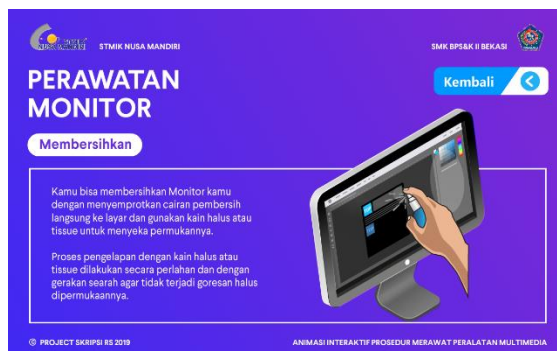 STMIK NUSA MANDIRI
SMK BPS&K II BEKASI
PERAWATAN
MONITOR
Kembali
Membersihkan
Kamu bisa membersihkan Monitor kamu
dengan menyemprotkan cairan pembersih
langsung ke layar dan gunakan kain halus atau
tissue untuk menyeka permukannya.
Proses pengelapan dengan kain halus atau
tissue dilakukan secara perlahan dan dengan
gerakan searah agar tidak terjadi goresan halus
dipermukaannya.
© PROJECT SKRIPSI RS 2019
ANIMASI INTERAKTIF PROSEDUR MERAWAT PERALATAN MULTIMEDIA